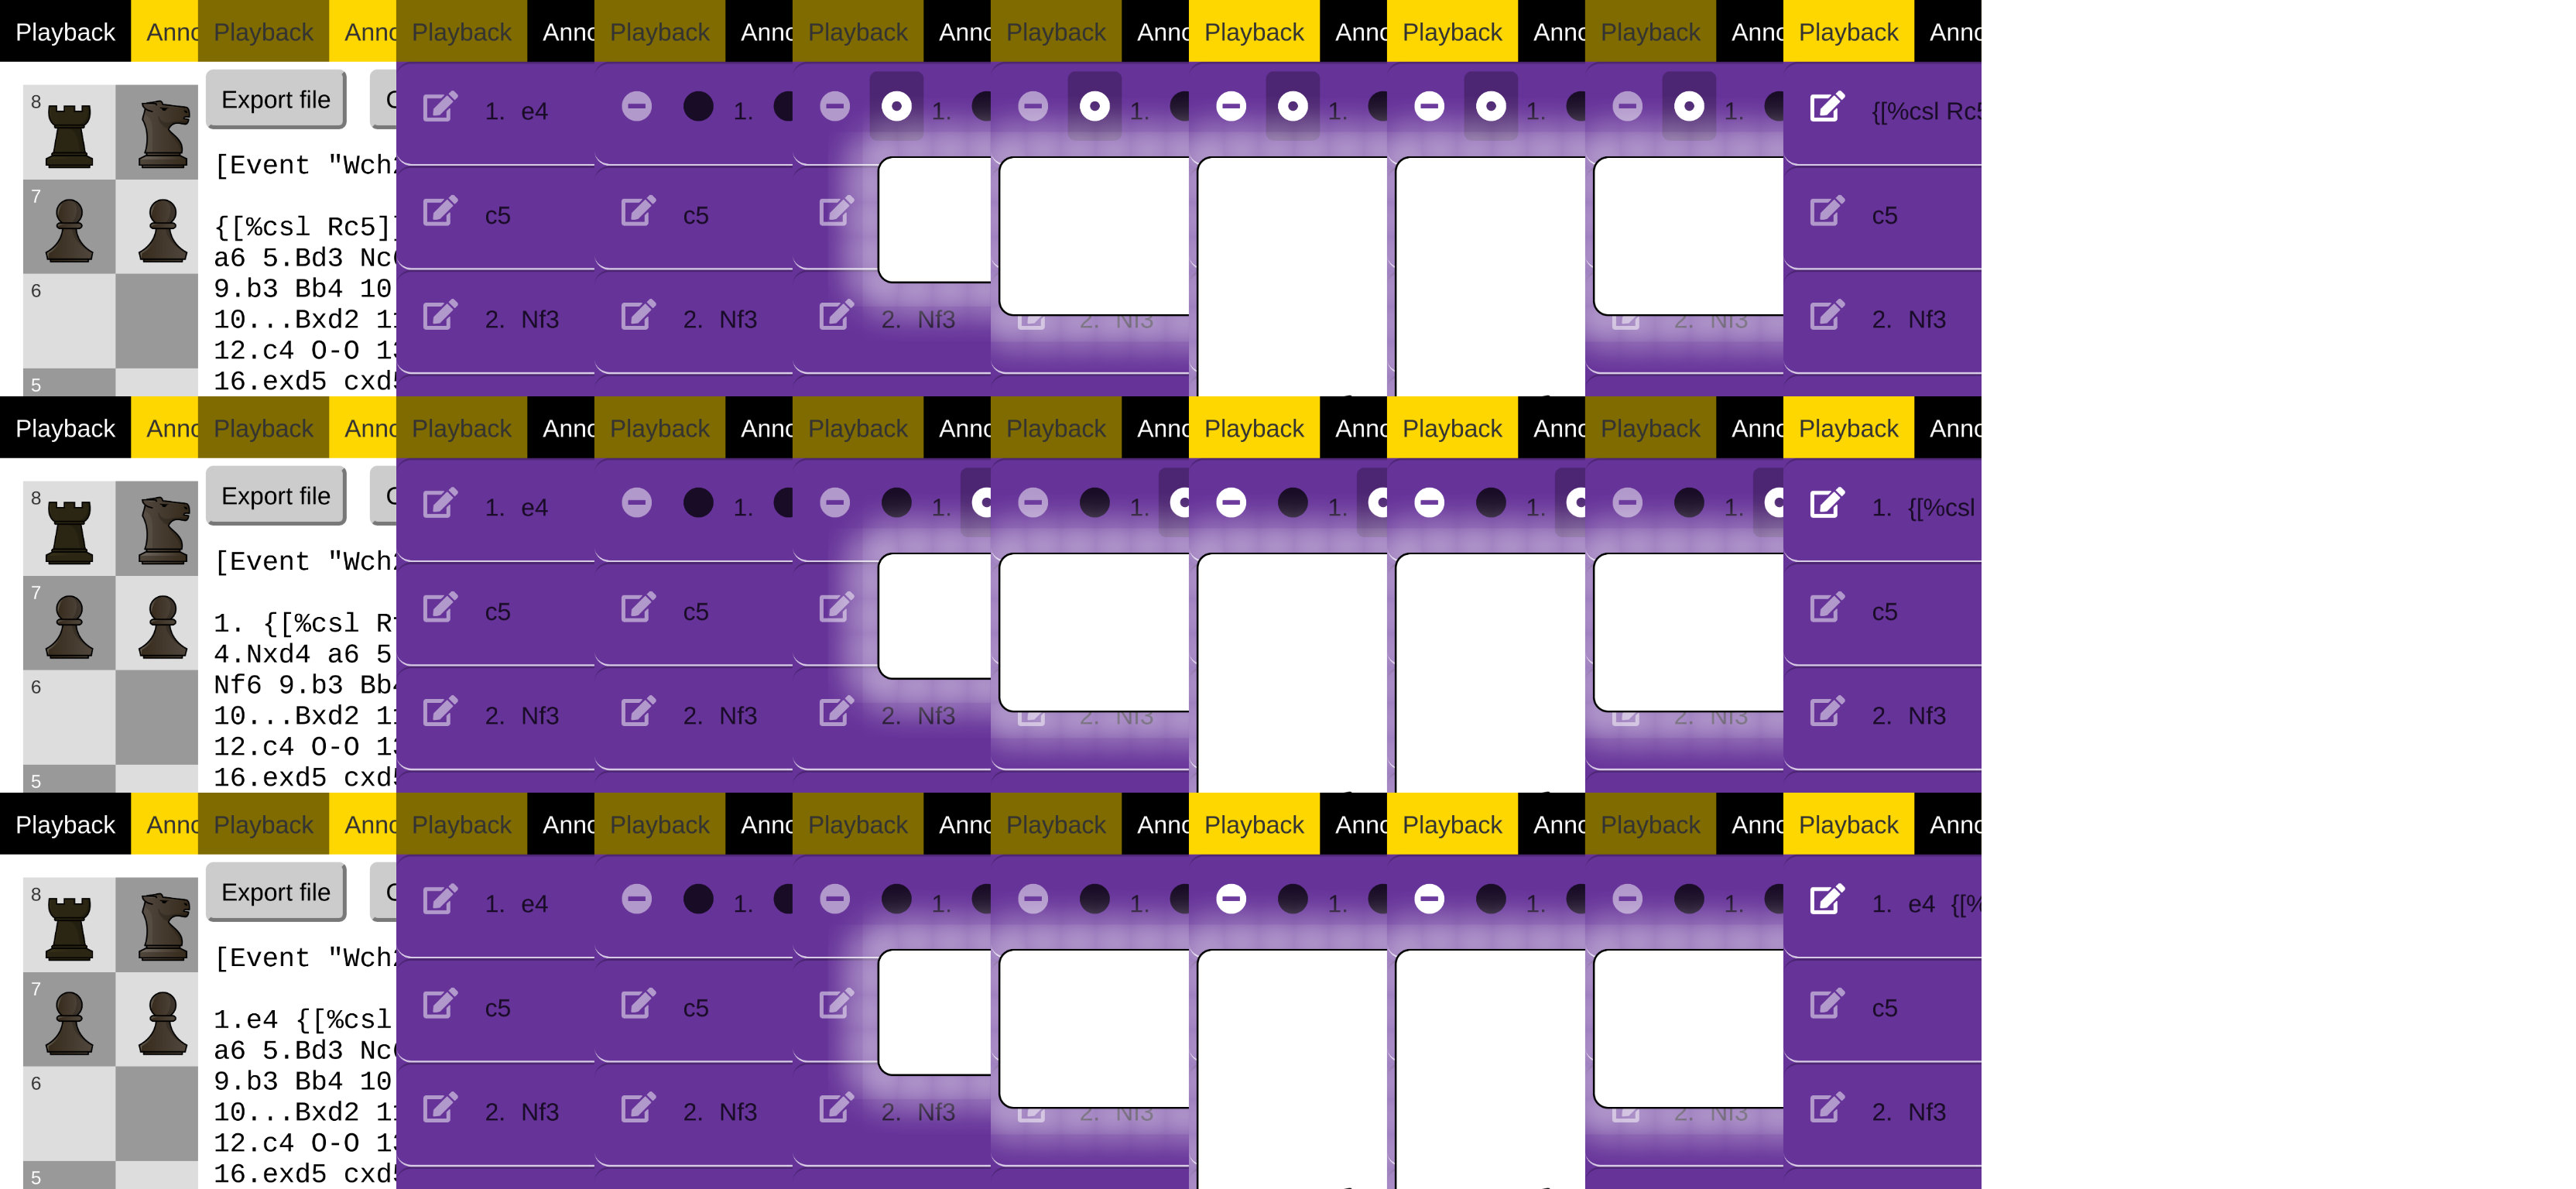 Playback Anno Playback Anno Playback Anno Playback Anno Playback Anno Playback Anno Playback Anno Playback Anno Playback Anno Playback Anno
8 Export file 1. e4 1. 1. 1. 1. 1. 1. {[%csl Rc5
[Event "Wch
7 c5 c5 c5
{[%csl Rc5]
a6 5.Bd3 Nc
6 9.b3 Bb4 10
10...Bxd2 1 2. Nf3 2. Nf3 2. Nf3 2. Nf3 2. Nf3 2. Nf3
12.c4 O-O 1
5 16.exd5 cxd
Playback Anno Playback Anno Playback Anno Playback Anno Playback Anno Playback Anno Playback Anno Playback Anno Playback Anno Playback Anno
8 Export file 1. e4 1. 1. 1. 1. 1. 1. 1. {[%csl
[Event "Wch
7 c5 c5 c5
1. {[%csl R
4.Nxd4 a6 5
6 Nf6 9.b3 Bb
10...Bxd2 1 2. Nf3 2. Nf3 2. Nf3 2. Nf3 2. Nf3 2. Nf3
12.c4 O-O 1
5 16.exd5 cxd
Playback Anno Playback Anno Playback Anno Playback Anno Playback Anno Playback Anno Playback Anno Playback Anno Playback Anno Playback Anno
8 Export file 1. e4 1. 1. 1. 1. 1. 1. 1. e4 {[%
[Event "Wch
7 c5 c5 c5
1.e4 {[%csl
a6 5.Bd3 Nc
6 9.b3 Bb4 10
10...Bxd2 1 2. Nf3 2. Nf3 2. Nf3 2. Nf3 2. Nf3 2. Nf3
12.c4 O-O 1
5 16.exd5 cxd